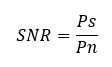 SNR = Ps/Pn